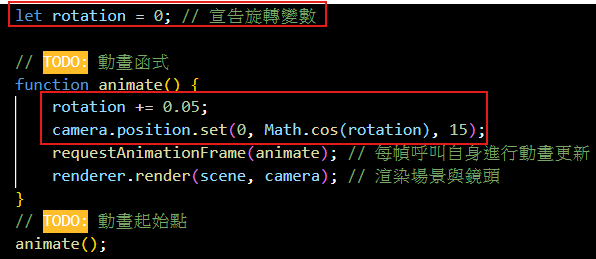 let rotation = 0; // 宣告旋轉變數
// TODO: 動畫函式
function animate() {
rotation += 0.05;
camera.position.set(0, Math.cos(rotation), 15);
requestAnimationFrame(animate); // 每幀呼叫自身進行動畫更新
renderer.render(scene, camera); // 渲染場景與鏡頭
}
// TODO: 動畫起始點
animate();